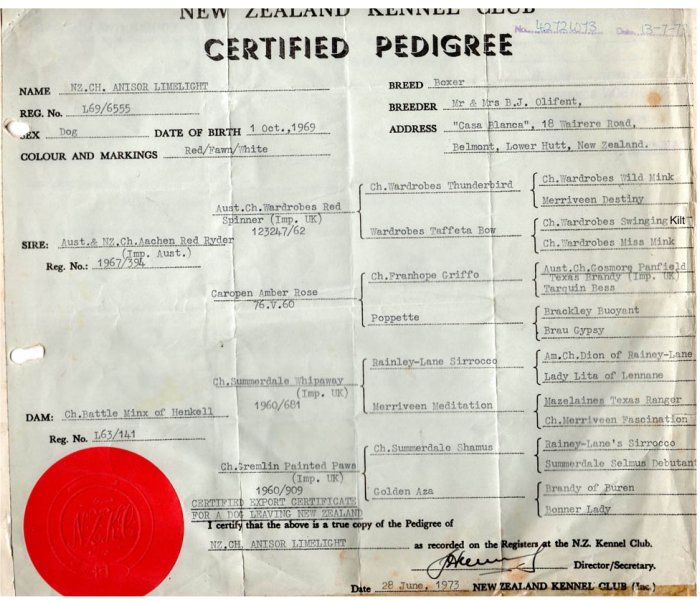 NEW ZEALAND KENNEL CLUB
CERTIFIED PEDIGREE
No. 42724073 Date 13-7-7
NAME NZ.CH. ANISOR LIMELIGHT
BREED Boxer
REG. No. L69/6555
BREEDER Mr & Mrs B.J. Olifent,
SEX Dog DATE OF BIRTH 1 Oct.,1969
ADDRESS "Casa Blanca", 18 Wairere Road,
COLOUR AND MARKINGS Red/Fawn/White
Belmont, Lower Hutt, New Zealand.
SIRE: Aust.& NZ.Ch.Aachen Red Ryder
(Imp. Aust.)
Reg. No.: 1967/394
DAM: Ch.Battle Minx of Henkell
Reg. No. L63/141
Aust.Ch.Wardrobes Red
Spinner (Imp. UK)
123247/62
Caropen Amber Rose
76.V.60
Ch.Summerdale Whipaway
(Imp. UK)
1960/681
Ch.Gremlin Painted Paws
(Imp. UK)
1960/909
Ch.Wardrobes Thunderbird
Wardrobes Taffeta Bow
Ch.Franhope Griffo
Poppette
Rainley-Lane Sirrocco
Merriveen Meditation
Ch.Summerdale Shamus
Golden Aza
Ch.Wardrobes Wild Mink
Merriveen Destiny
Ch.Wardrobes Swinging Kilt
Ch.Wardrobes Miss Mink
Aust.Ch.Gosmore Panfield
Texas Brandy (Imp. UK)
Tarquin Bess
Brackley Buoyant
Brau Gypsy
Am.Ch.Dion of Rainey-Lane
Lady Lita of Lennane
Mazelaines Texas Ranger
Ch.Merriveen Fascination
Rainey-Lane's Sirrocco
Summerdale Selmus Debutant
Brandy of Buren
Bonner Lady
CERTIFIED EXPORT CERTIFICATE
FOR A DOG LEAVING NEW ZEALAND
I certify that the above is a true copy of the Pedigree of
NZ.CH. ANISOR LIMELIGHT as recorded on the Registers at the N.Z. Kennel Club.
Director/Secretary.
Date 28 June, 1973 NEW ZEALAND KENNEL CLUB (Inc.)